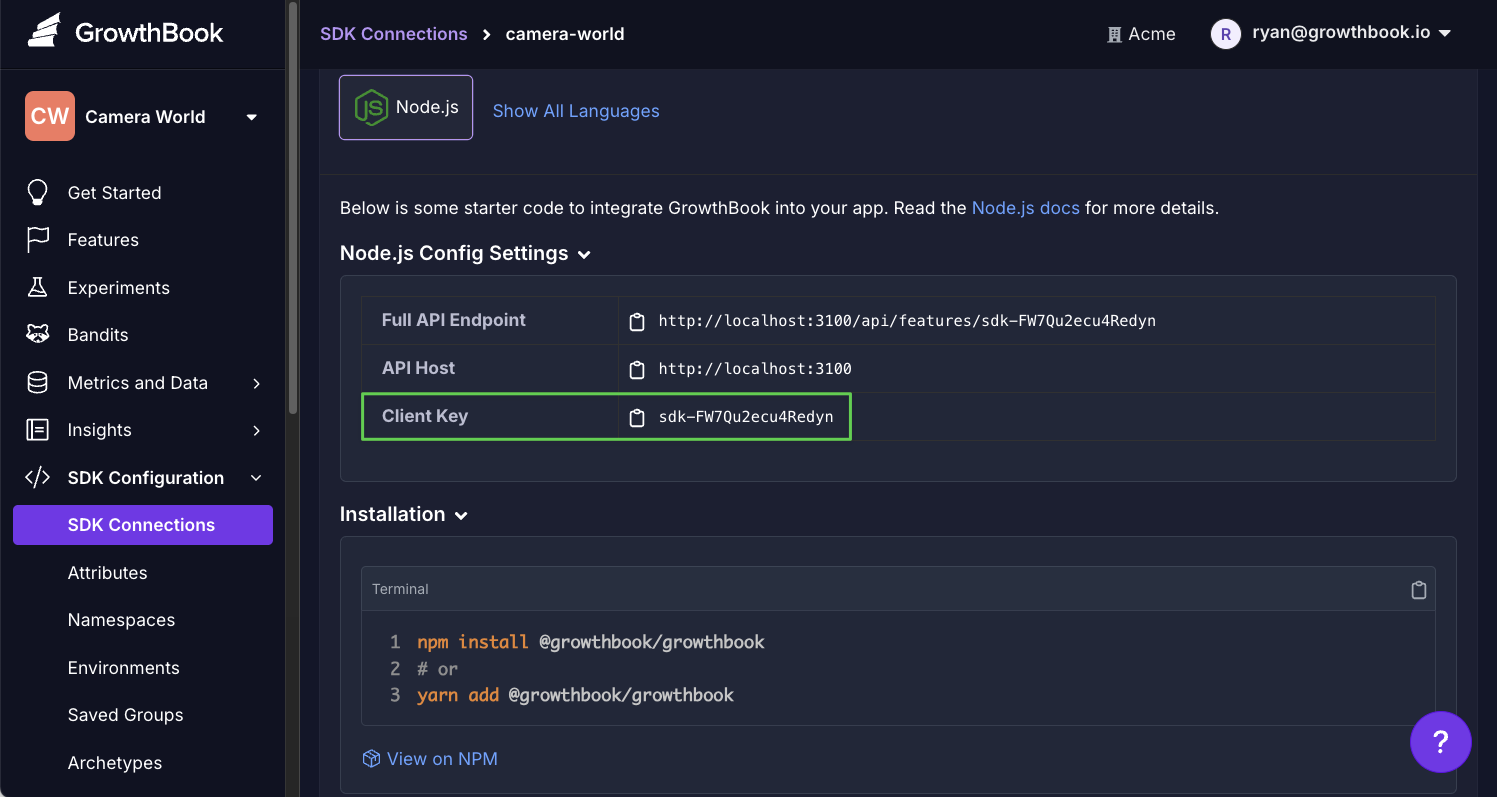 GrowthBook
SDK Connections > camera-world
Acme
R
ryan@growthbook.io
CW
Camera World
Get Started
Features
Experiments
Bandits
Metrics and Data
Insights
SDK Configuration
SDK Connections
Attributes
Namespaces
Environments
Saved Groups
Archetypes
JS
Node.js
Show All Languages
Below is some starter code to integrate GrowthBook into your app. Read the Node.js docs for more details.
Node.js Config Settings
Full API Endpoint http://localhost:3100/api/features/sdk-FW7Qu2ecu4Redyn
API Host http://localhost:3100
Client Key sdk-FW7Qu2ecu4Redyn
Installation
Terminal
1 npm install @growthbook/growthbook
2 # or
3 yarn add @growthbook/growthbook
View on NPM
?